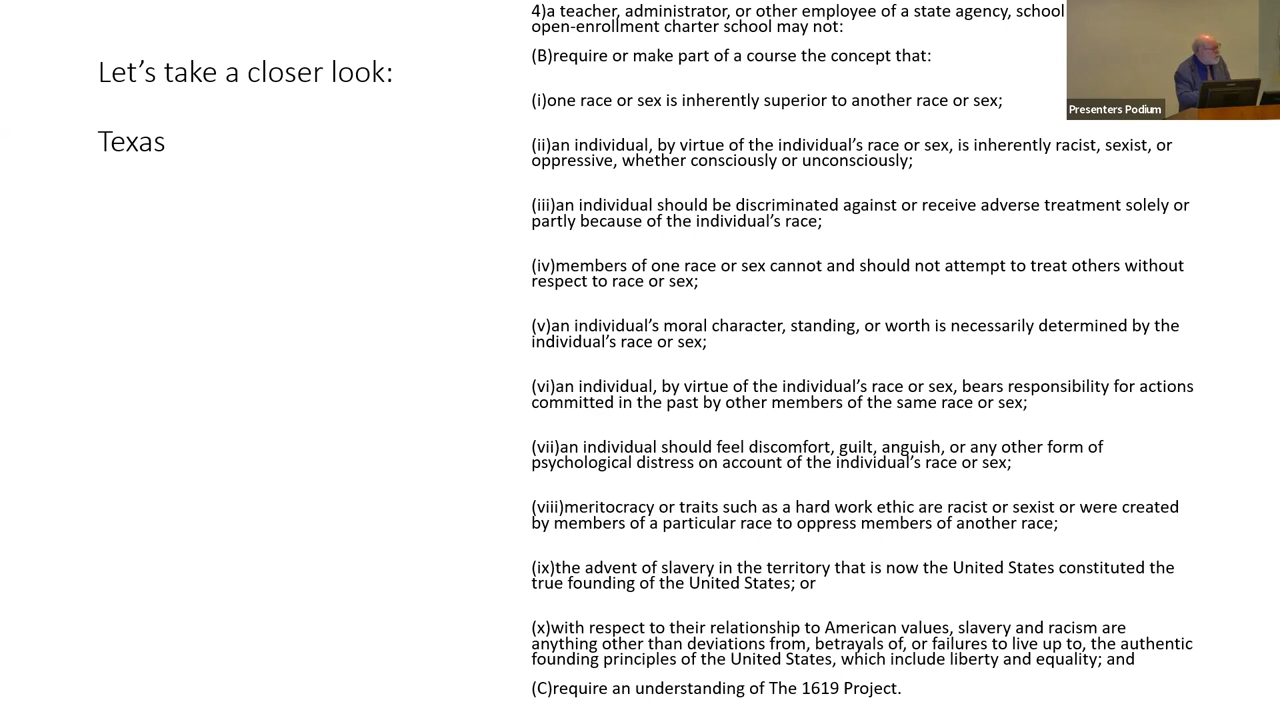 Let’s take a closer look:
Texas
4)a teacher, administrator, or other employee of a state agency, school
open-enrollment charter school may not:
(B)require or make part of a course the concept that:
(i)one race or sex is inherently superior to another race or sex;
(ii)an individual, by virtue of the individual’s race or sex, is inherently racist, sexist, or
oppressive, whether consciously or unconsciously;
(iii)an individual should be discriminated against or receive adverse treatment solely or
partly because of the individual’s race;
(iv)members of one race or sex cannot and should not attempt to treat others without
respect to race or sex;
(v)an individual’s moral character, standing, or worth is necessarily determined by the
individual’s race or sex;
(vi)an individual, by virtue of the individual’s race or sex, bears responsibility for actions
committed in the past by other members of the same race or sex;
(vii)an individual should feel discomfort, guilt, anguish, or any other form of
psychological distress on account of the individual’s race or sex;
(viii)meritocracy or traits such as a hard work ethic are racist or sexist or were created
by members of a particular race to oppress members of another race;
(ix)the advent of slavery in the territory that is now the United States constituted the
true founding of the United States; or
(x)with respect to their relationship to American values, slavery and racism are
anything other than deviations from, betrayals of, or failures to live up to, the authentic
founding principles of the United States, which include liberty and equality; and
(C)require an understanding of The 1619 Project.
Presenters Podium